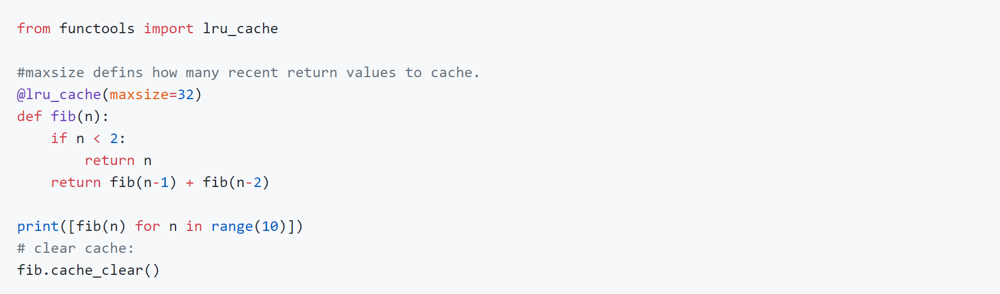 from functools import lru_cache
#maxsize defins how many recent return values to cache.
@lru_cache(maxsize=32)
def fib(n):
    if n < 2:
        return n
    return fib(n-1) + fib(n-2)
print([fib(n) for n in range(10)])
# clear cache:
fib.cache_clear()